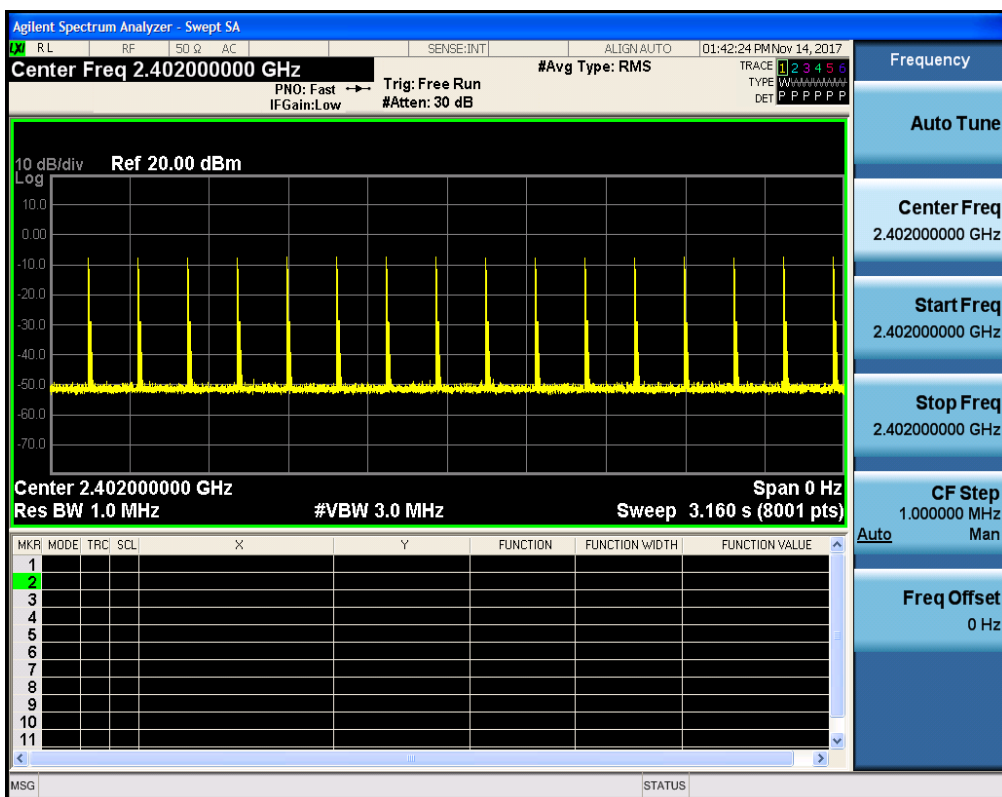 Agilent Spectrum Analyzer - Swept SA
LXI RL RF 50 Ω AC SENSE:INT ALIGN AUTO 01:42:24 PM Nov 14, 2017
Center Freq 2.402000000 GHz #Avg Type: RMS TRACE 1 2 3 4 5 6
PNO: Fast Trig: Free Run TYPE W
IFGain:Low #Atten: 30 dB DET P P P P P P
10 dB/div Ref 20.00 dBm
Log
10.0
0.00
-10.0
-20.0
-30.0
-40.0
-50.0
-60.0
-70.0
Center 2.402000000 GHz Span 0 Hz
Res BW 1.0 MHz #VBW 3.0 MHz Sweep 3.160 s (8001 pts)
MKR MODE TRC SCL X Y FUNCTION FUNCTION WIDTH FUNCTION VALUE
1
2
3
4
5
6
7
8
9
10
11
MSG STATUS
Frequency
Auto Tune
Center Freq
2.402000000 GHz
Start Freq
2.402000000 GHz
Stop Freq
2.402000000 GHz
CF Step
1.000000 MHz
Auto Man
Freq Offset
0 Hz